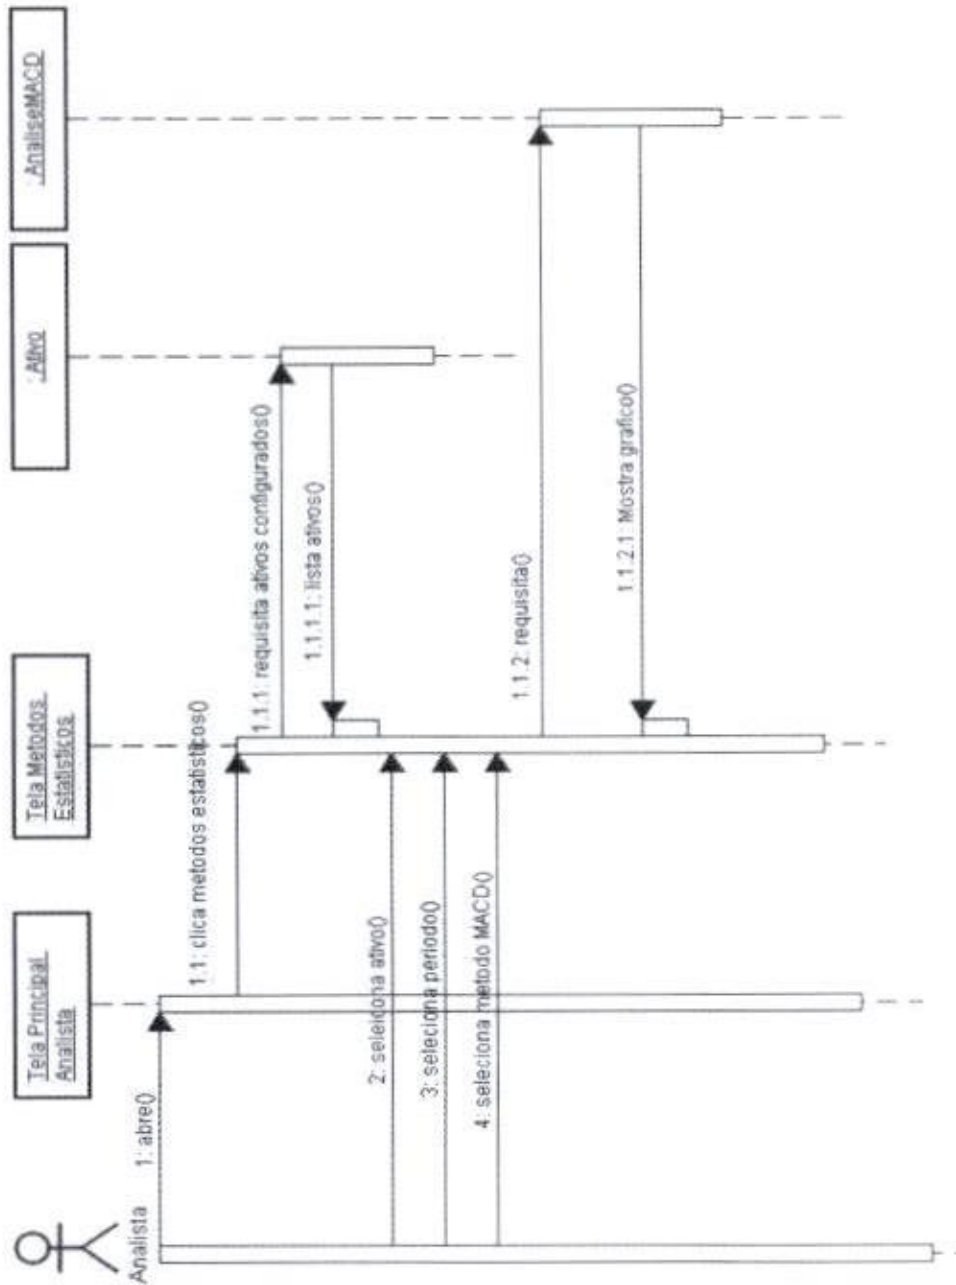 Analista
Tela Principal
Analista
Tela Metodos
Estatisticos
: Ativo
: AnaliseMACD
1: abre()
1.1: clica metodos estatisticos()
1.1.1: requisita ativos configurados()
1.1.1.1: lista ativos()
2: seleciona ativo()
3: seleciona periodo()
4: seleciona metodo MACD()
1.1.2: requisita()
1.1.2.1: Mostra grafico()